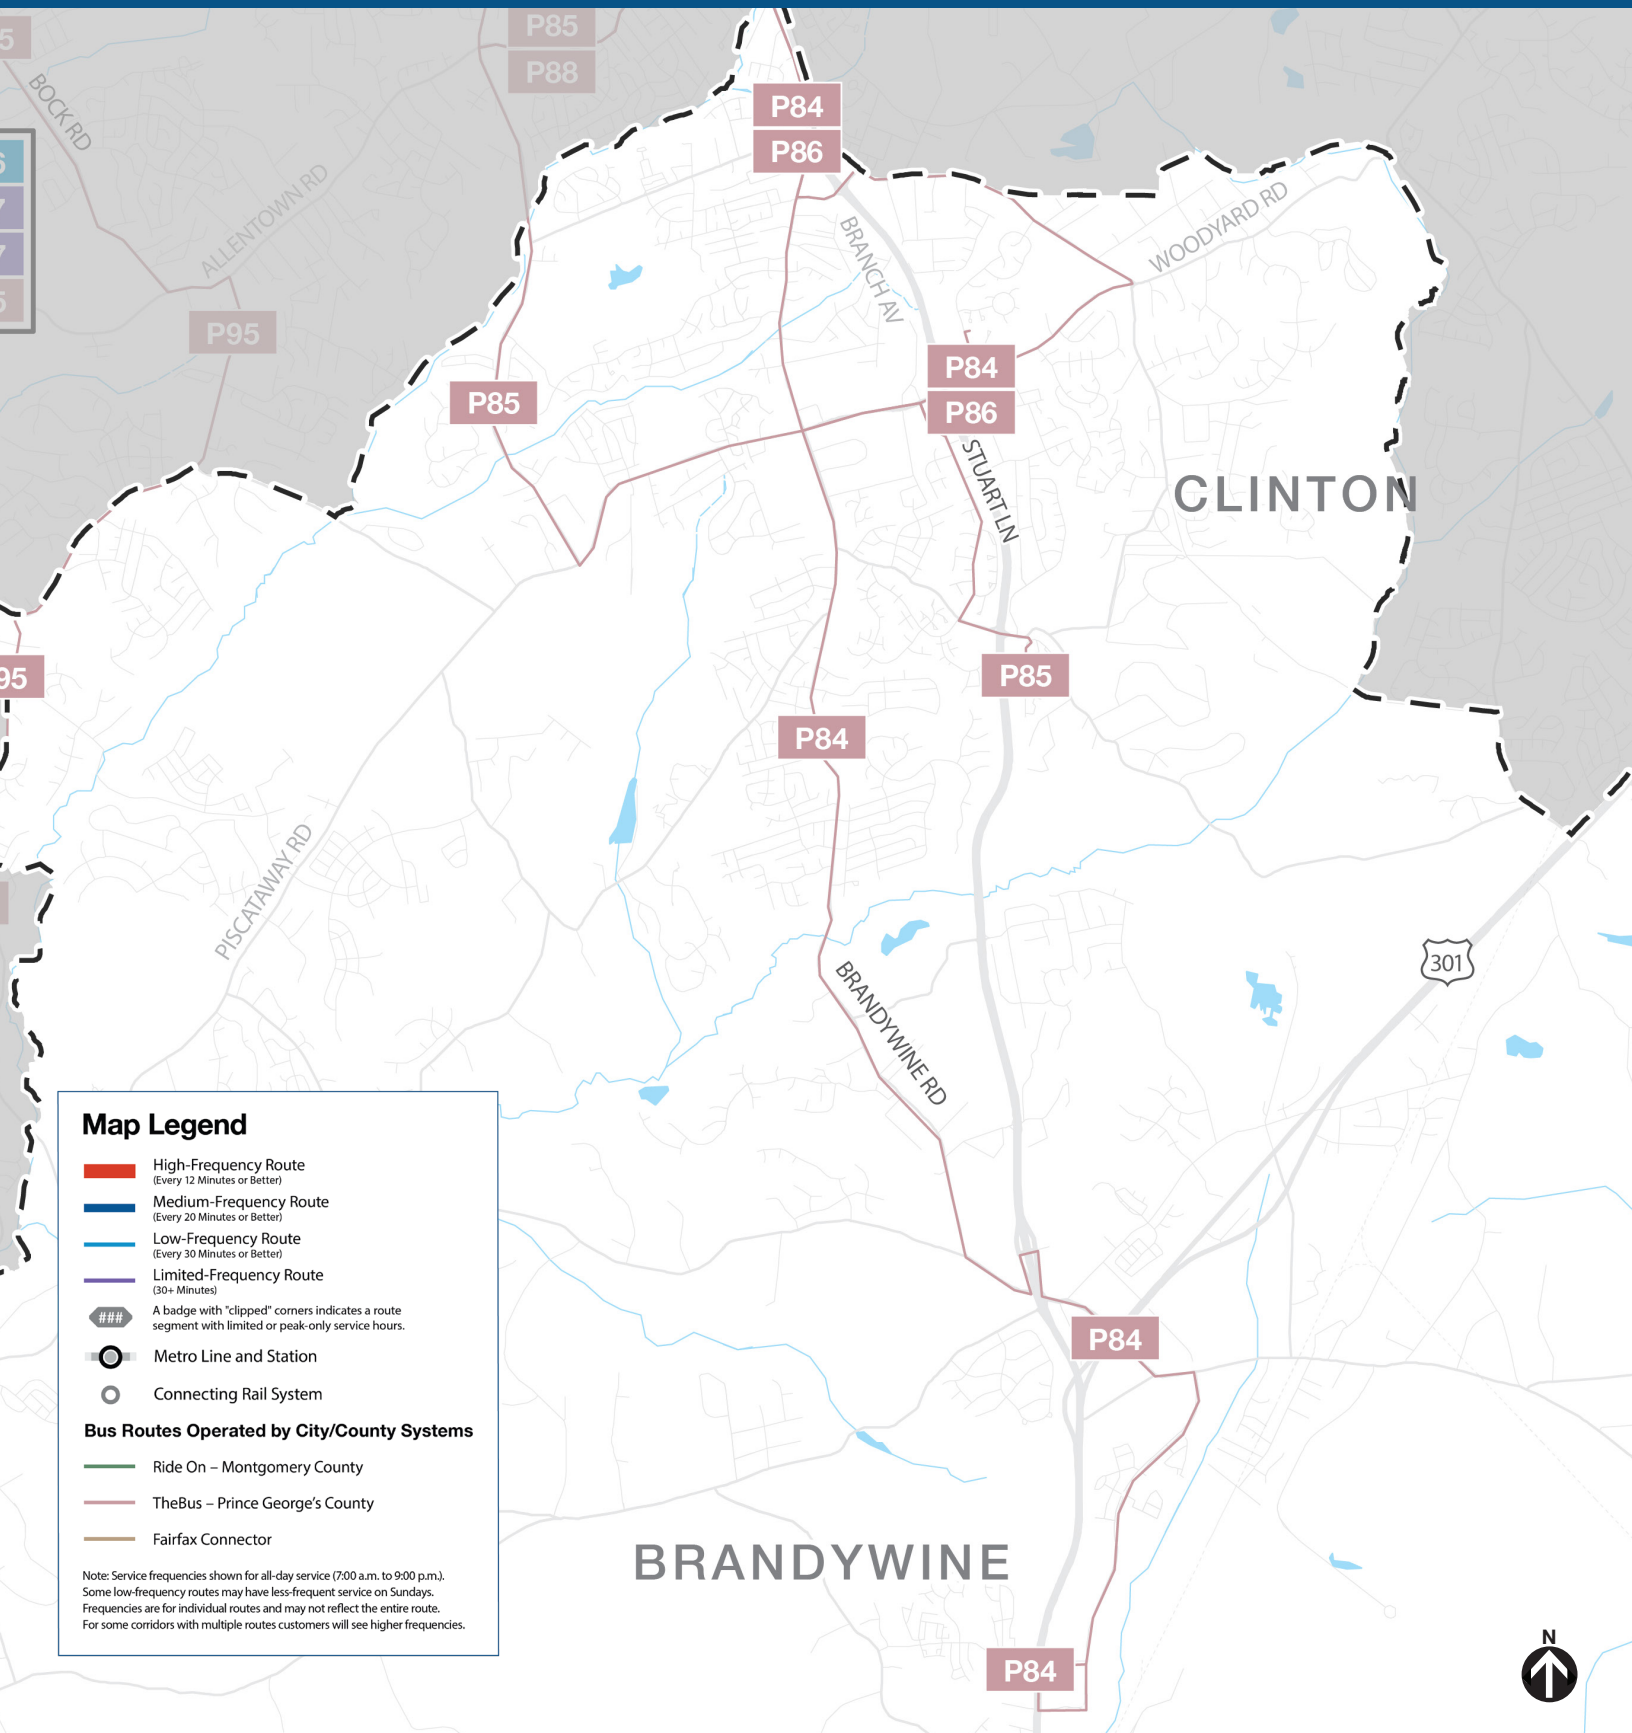 P85
P88
5
BOCK RD
P84
P86
6
7
7
5
ALLENTOWN RD
P95
WOODYARD RD
BRANCH AV
P84
P86
P85
STUART LN
CLINTON
95
P85
P84
PISCATAWAY RD
BRANDYWINE RD
301
Map Legend
High-Frequency Route
(Every 12 Minutes or Better)
Medium-Frequency Route
(Every 20 Minutes or Better)
Low-Frequency Route
(Every 30 Minutes or Better)
Limited-Frequency Route
(30+ Minutes)
###
A badge with "clipped" corners indicates a route
segment with limited or peak-only service hours.
Metro Line and Station
Connecting Rail System
Bus Routes Operated by City/County Systems
Ride On – Montgomery County
TheBus – Prince George's County
Fairfax Connector
Note: Service frequencies shown for all-day service (7:00 a.m. to 9:00 p.m.).
Some low-frequency routes may have less-frequent service on Sundays.
Frequencies are for individual routes and may not reflect the entire route.
For some corridors with multiple routes customers will see higher frequencies.
P84
BRANDYWINE
P84
N